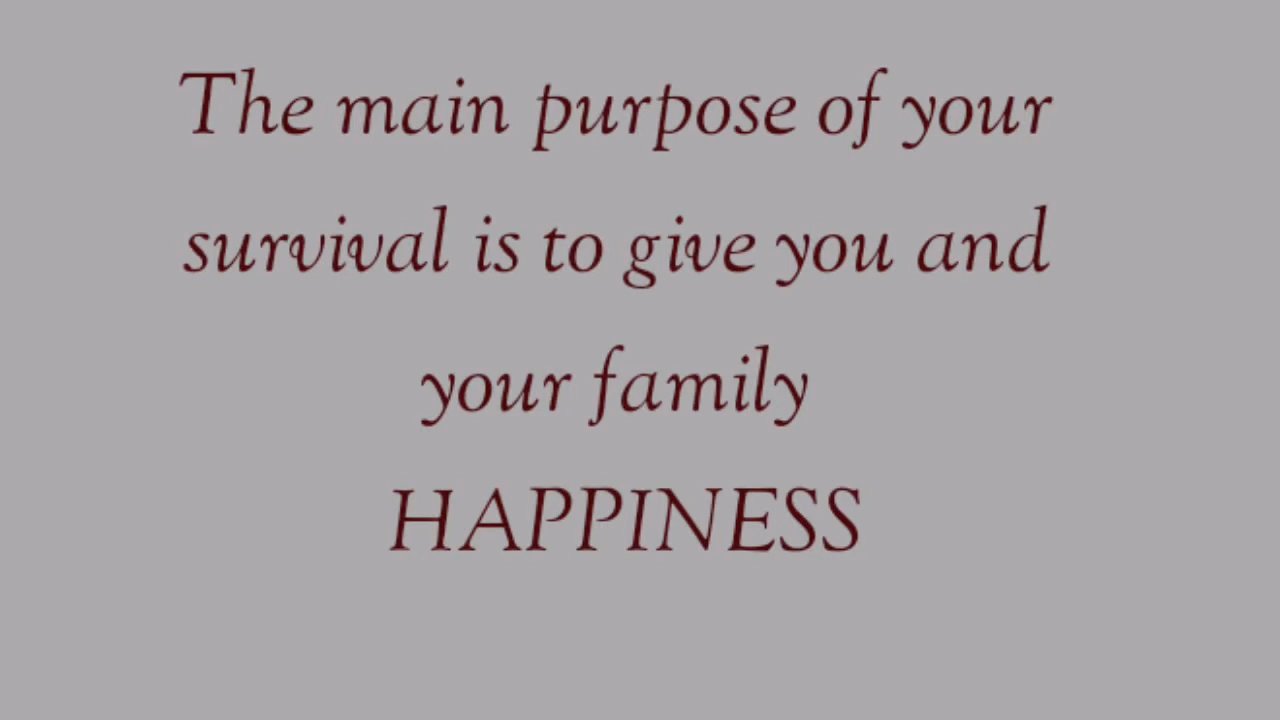 The main purpose of your
survival is to give you and
your family
HAPPINESS